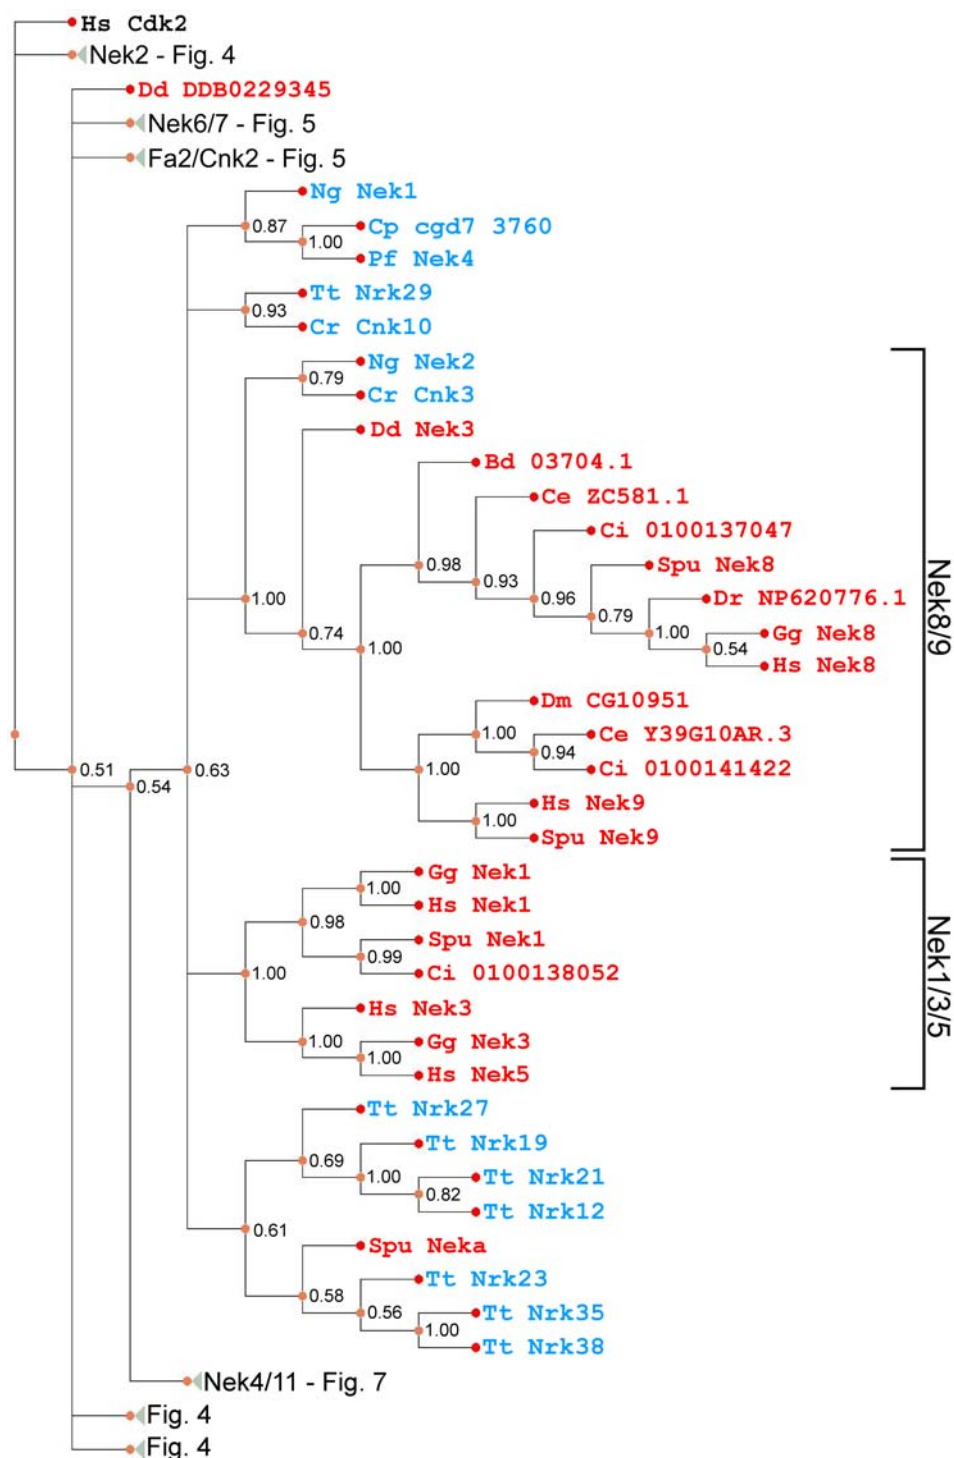 Hs Cdk2
Nek2 - Fig. 4
Dd DDB0229345
Nek6/7 - Fig. 5
Fa2/Cnk2 - Fig. 5
Ng Nek1
0.87
Cp cgd7 3760
1.00
Pf Nek4
Tt Nrk29
0.93
Cr Cnk10
Ng Nek2
0.79
Cr Cnk3
Dd Nek3
Bd 03704.1
Ce ZC581.1
Ci 0100137047
0.98
Spu Nek8
0.93
0.96
Dr NP620776.1
1.00
0.79
Gg Nek8
0.74
1.00
1.00
0.54
Hs Nek8
Nek8/9
Dm CG10951
1.00
Ce Y39G10AR.3
0.94
0.51
0.63
1.00
Ci 0100141422
0.54
Hs Nek9
1.00
Spu Nek9
Gg Nek1
1.00
Hs Nek1
0.98
Spu Nek1
0.99
1.00
Ci 0100138052
Nek1/3/5
Hs Nek3
1.00
Gg Nek3
1.00
Hs Nek5
Tt Nrk27
Tt Nrk19
0.69
1.00
Tt Nrk21
0.82
Tt Nrk12
0.61
Spu Neka
Tt Nrk23
0.58
0.56
Tt Nrk35
1.00
Tt Nrk38
Nek4/11 - Fig. 7
Fig. 4
Fig. 4